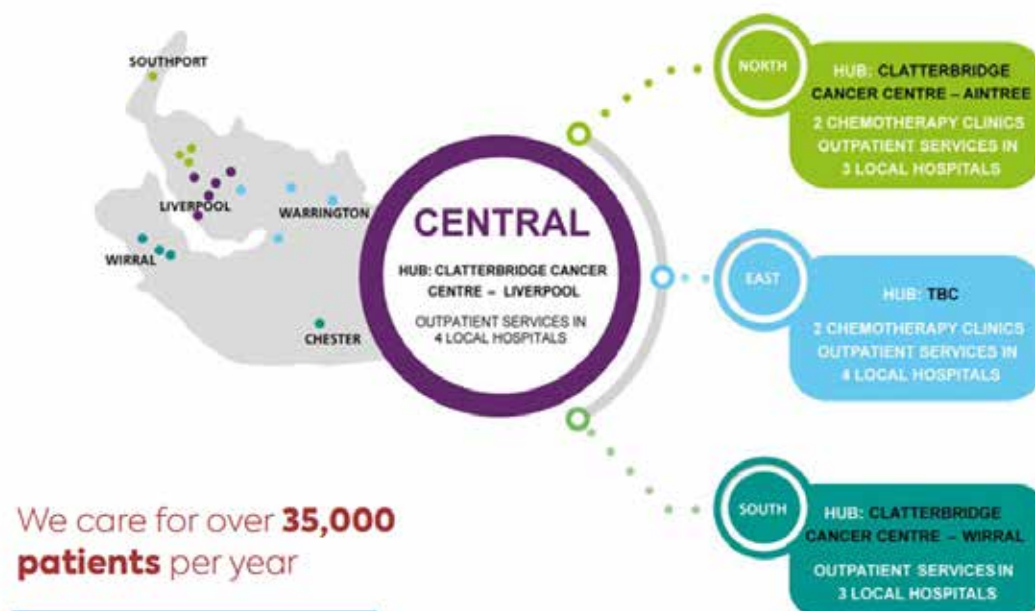 SOUTHPORT
LIVERPOOL
WARRINGTON
WIRRAL
CHESTER
CENTRAL
HUB: CLATTERBRIDGE CANCER
CENTRE – LIVERPOOL
OUTPATIENT SERVICES IN
4 LOCAL HOSPITALS
NORTH
HUB: CLATTERBRIDGE
CANCER CENTRE – AINTREE
2 CHEMOTHERAPY CLINICS
OUTPATIENT SERVICES IN
3 LOCAL HOSPITALS
EAST
HUB: TBC
2 CHEMOTHERAPY CLINICS
OUTPATIENT SERVICES IN
4 LOCAL HOSPITALS
SOUTH
HUB: CLATTERBRIDGE
CANCER CENTRE – WIRRAL
OUTPATIENT SERVICES IN
3 LOCAL HOSPITALS
We care for over 35,000
patients per year